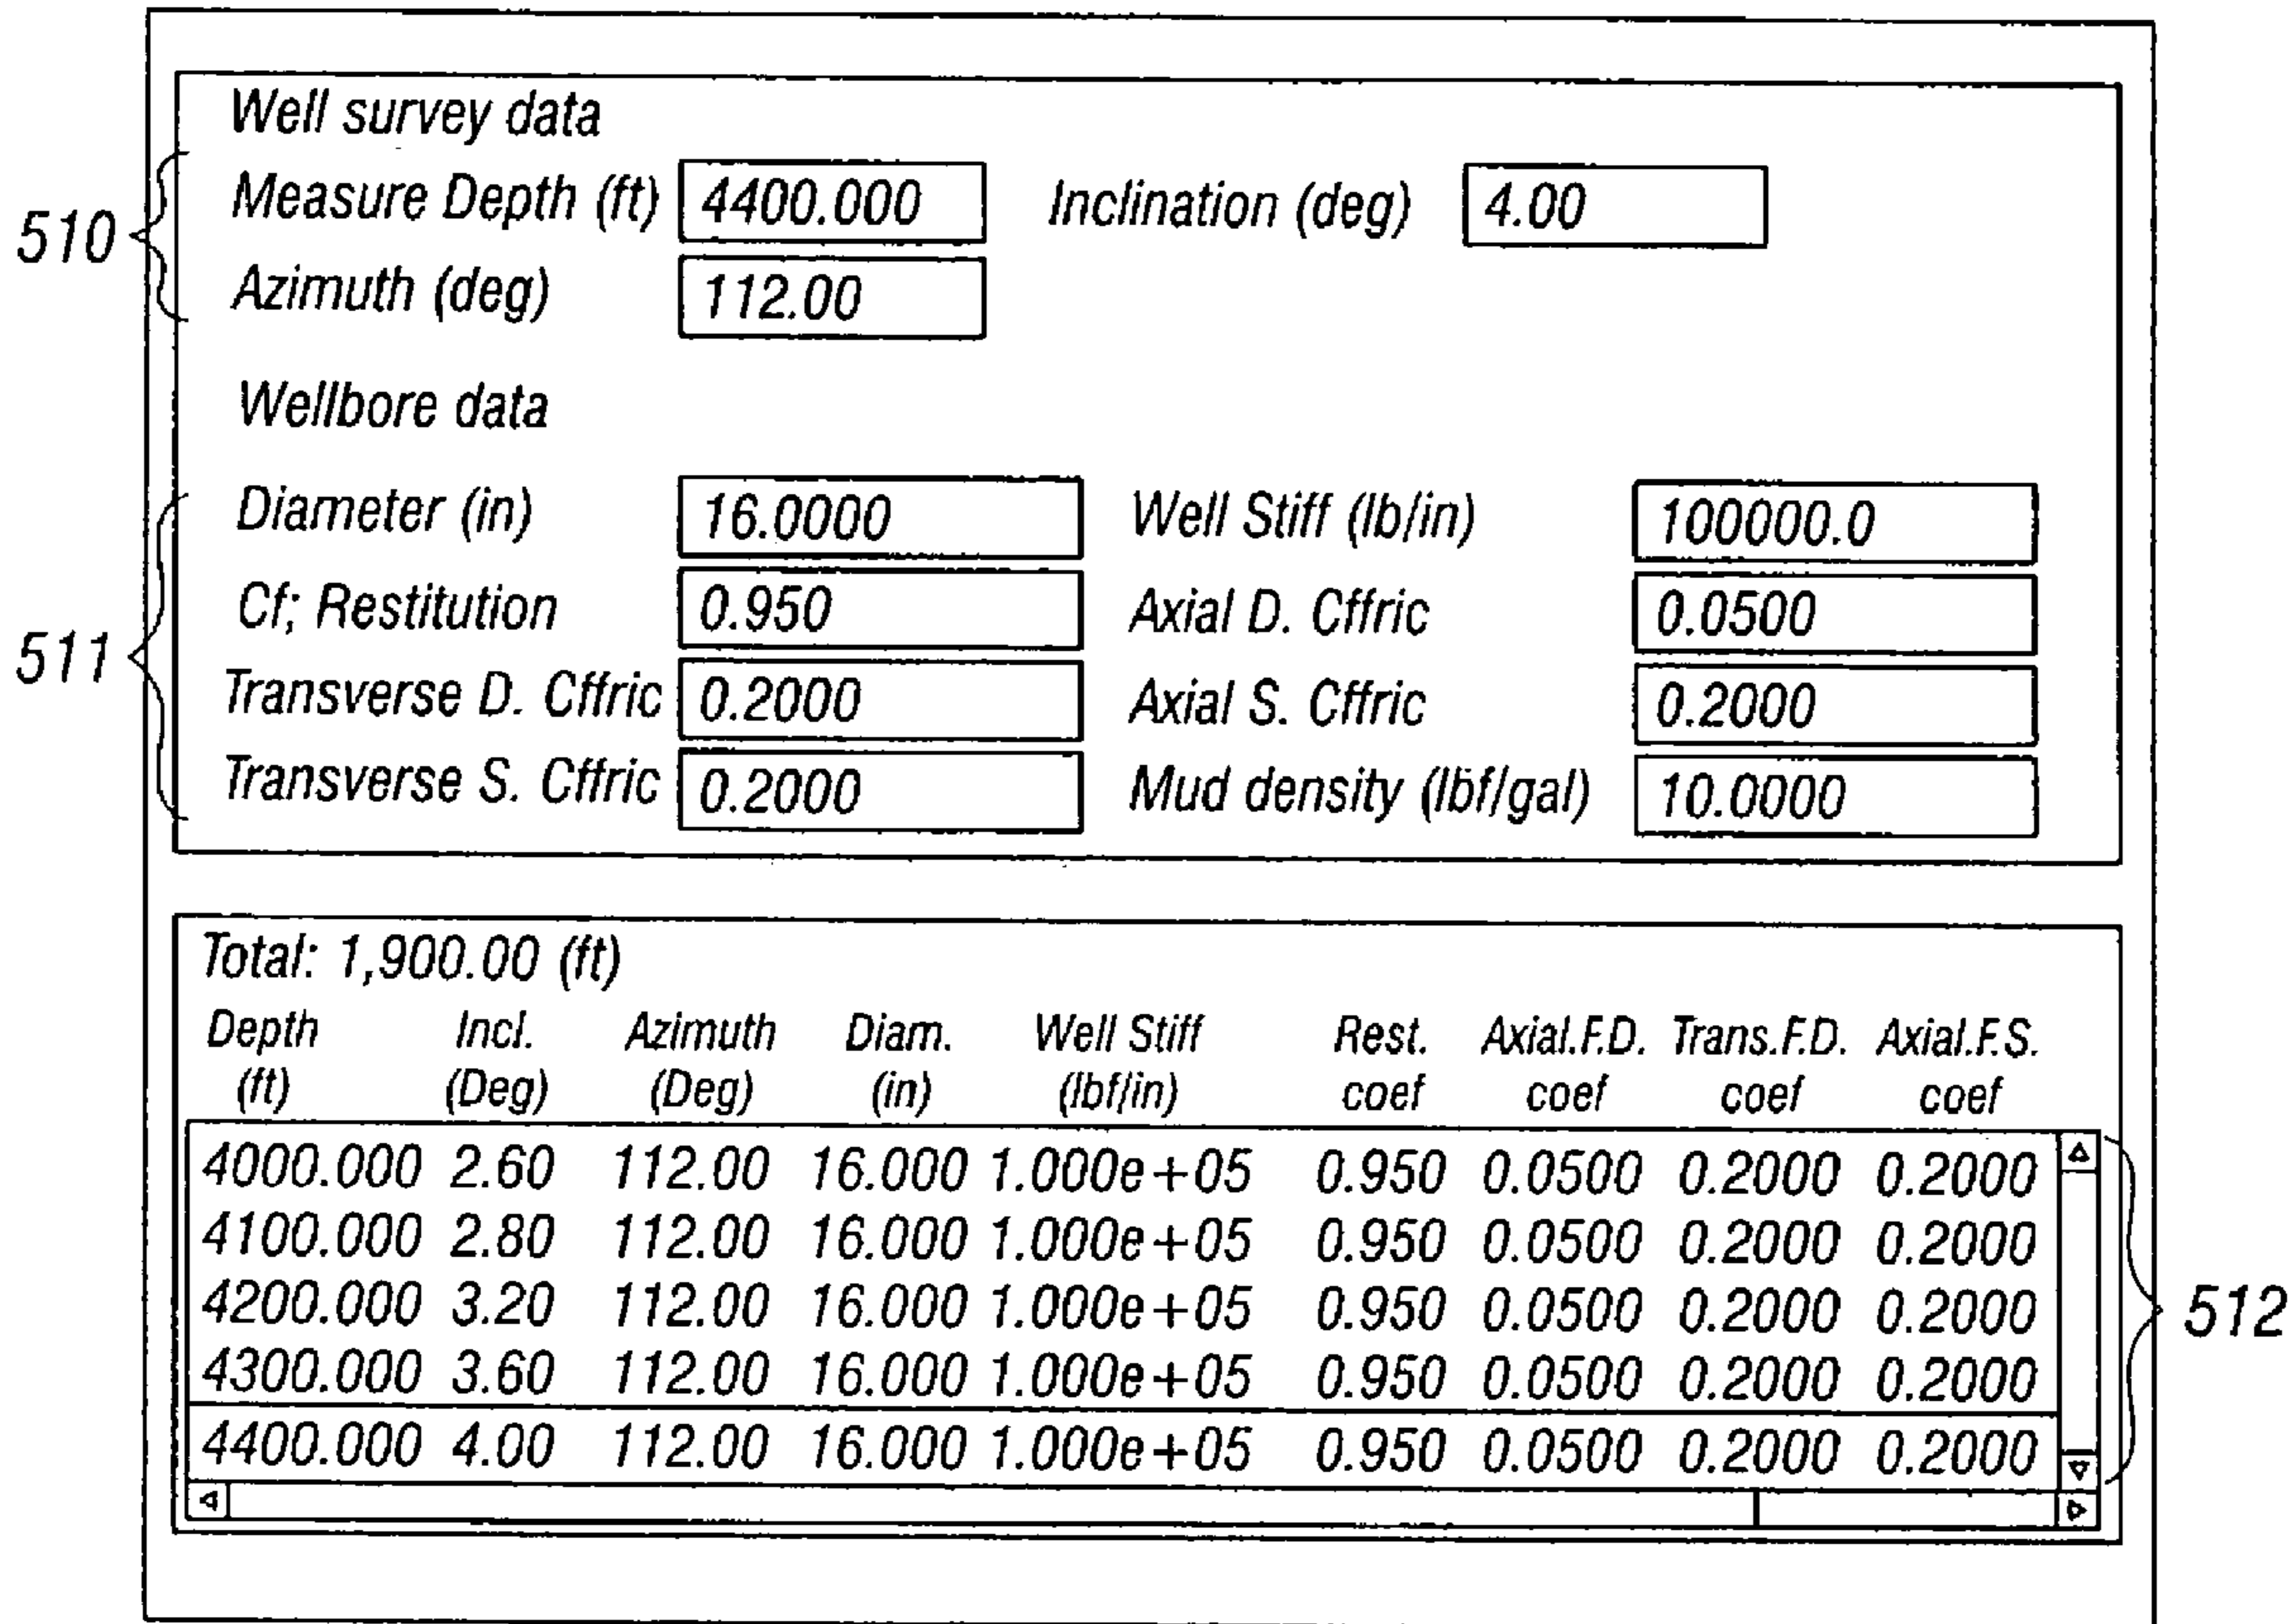 Well survey data
510
Measure Depth (ft) 4400.000 Inclination (deg) 4.00
Azimuth (deg) 112.00
Wellbore data
511
Diameter (in) 16.0000 Well Stiff (lb/in) 100000.0
Cf; Restitution 0.950 Axial D. Cffric 0.0500
Transverse D. Cffric 0.2000 Axial S. Cffric 0.2000
Transverse S. Cffric 0.2000 Mud density (lbf/gal) 10.0000
Total: 1,900.00 (ft)
Depth Incl. Azimuth Diam. Well Stiff Rest. Axial.F.D. Trans.F.D. Axial.F.S.
(ft) (Deg) (Deg) (in) (lbf/in) coef coef coef coef
4000.000 2.60 112.00 16.000 1.000e+05 0.950 0.0500 0.2000 0.2000
4100.000 2.80 112.00 16.000 1.000e+05 0.950 0.0500 0.2000 0.2000
4200.000 3.20 112.00 16.000 1.000e+05 0.950 0.0500 0.2000 0.2000
512
4300.000 3.60 112.00 16.000 1.000e+05 0.950 0.0500 0.2000 0.2000
4400.000 4.00 112.00 16.000 1.000e+05 0.950 0.0500 0.2000 0.2000